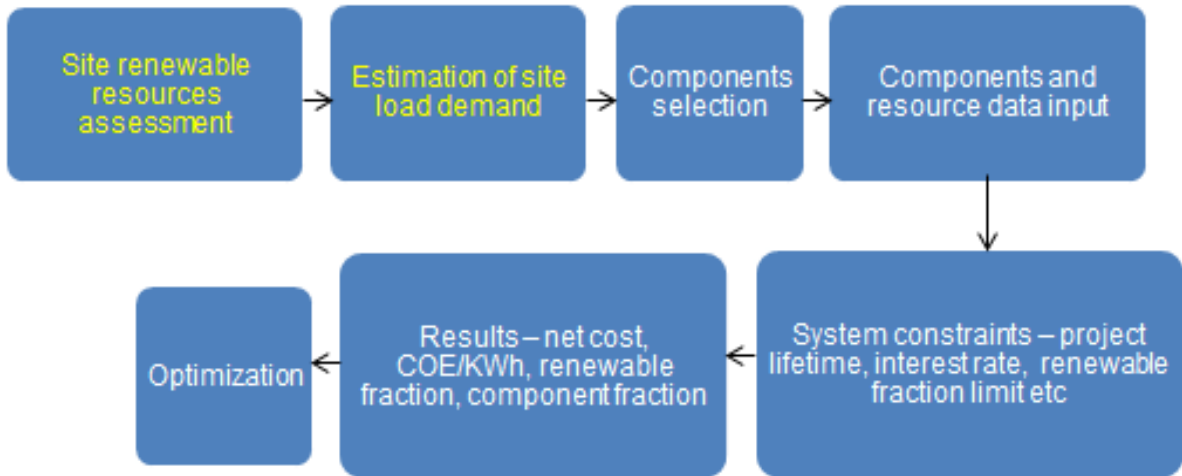 Site renewable
resources
assessment
Estimation of site
load demand
Components
selection
Components and
resource data input
System constraints – project
lifetime, interest rate, renewable
fraction limit etc
Results – net cost,
COE/KWh, renewable
fraction, component fraction
Optimization